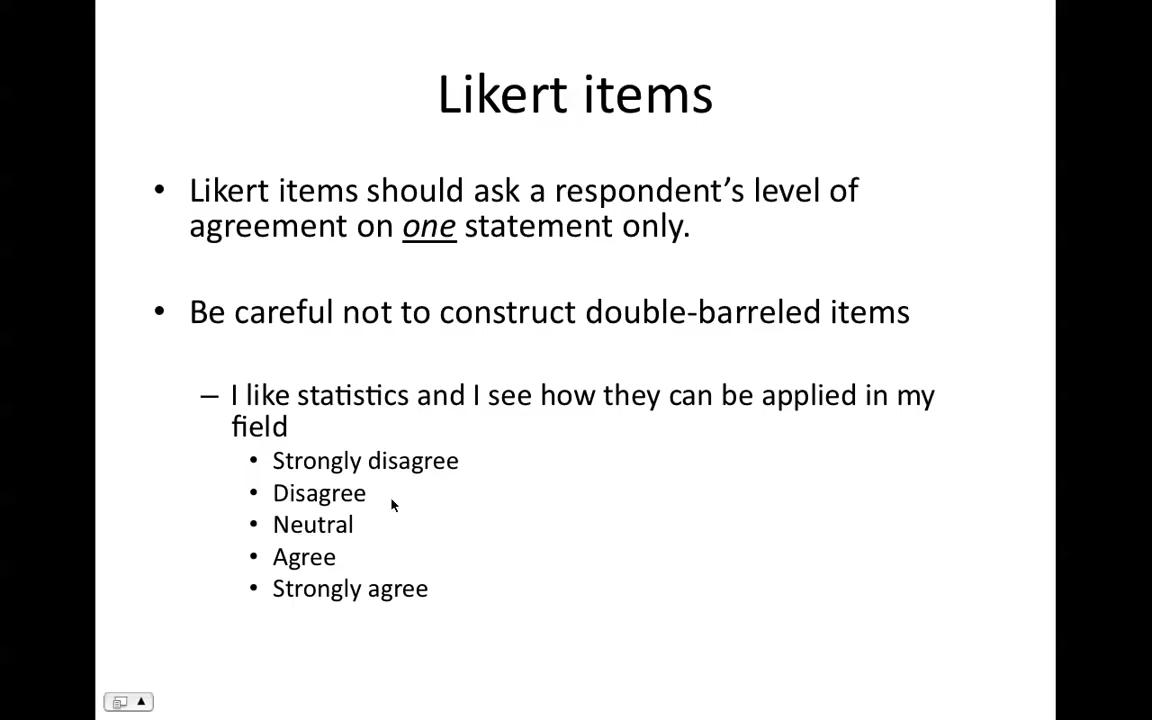 Likert items
• Likert items should ask a respondent’s level of
agreement on one statement only.
• Be careful not to construct double-barreled items
– I like statistics and I see how they can be applied in my
field
• Strongly disagree
• Disagree
• Neutral
• Agree
• Strongly agree